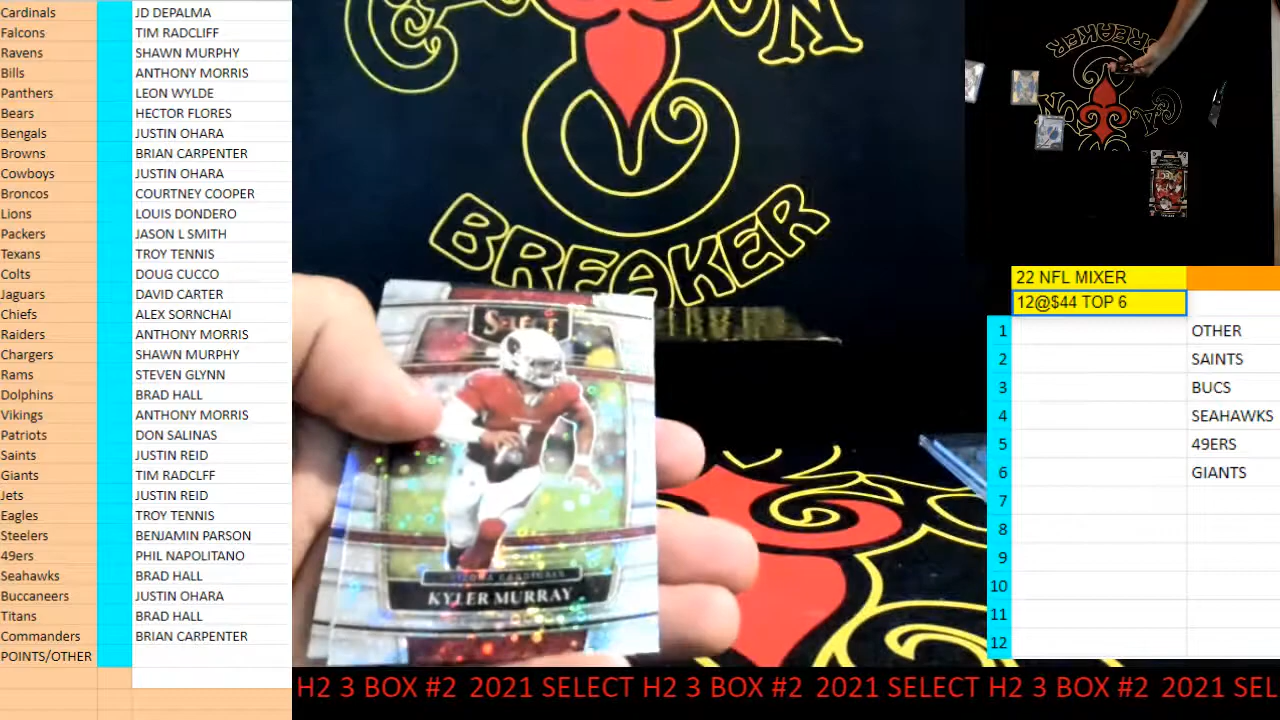 Cardinals JD DEPALMA
Falcons TIM RADCLIFF
Ravens SHAWN MURPHY
Bills ANTHONY MORRIS
Panthers LEON WYLDE
Bears HECTOR FLORES
Bengals JUSTIN OHARA
Browns BRIAN CARPENTER
Cowboys JUSTIN OHARA
Broncos COURTNEY COOPER
Lions LOUIS DONDERO
Packers JASON L SMITH
Texans TROY TENNIS
Colts DOUG CUCCO
Jaguars DAVID CARTER
Chiefs ALEX SORNCHAI
Raiders ANTHONY MORRIS
Chargers SHAWN MURPHY
Rams STEVEN GLYNN
Dolphins BRAD HALL
Vikings ANTHONY MORRIS
Patriots DON SALINAS
Saints JUSTIN REID
Giants TIM RADCLFF
Jets JUSTIN REID
Eagles TROY TENNIS
Steelers BENJAMIN PARSON
49ers PHIL NAPOLITANO
Seahawks BRAD HALL
Buccaneers JUSTIN OHARA
Titans BRAD HALL
Commanders BRIAN CARPENTER
POINTS/OTHER
BREAKER
SELECT
KYLER MURRAY
BREAKER
22 NFL MIXER
12@$44 TOP 6
1 OTHER
2 SAINTS
3 BUCS
4 SEAHAWKS
5 49ERS
6 GIANTS
7
8
9
10
11
12
H2 3 BOX #2 2021 SELECT H2 3 BOX #2 2021 SELECT H2 3 BOX #2 2021 SEL